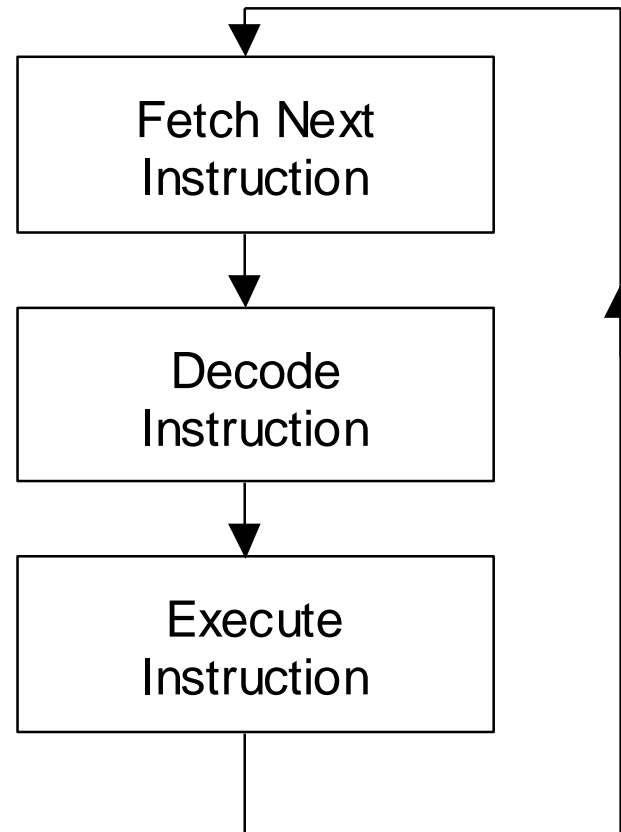 Fetch Next
Instruction
Decode
Instruction
Execute
Instruction